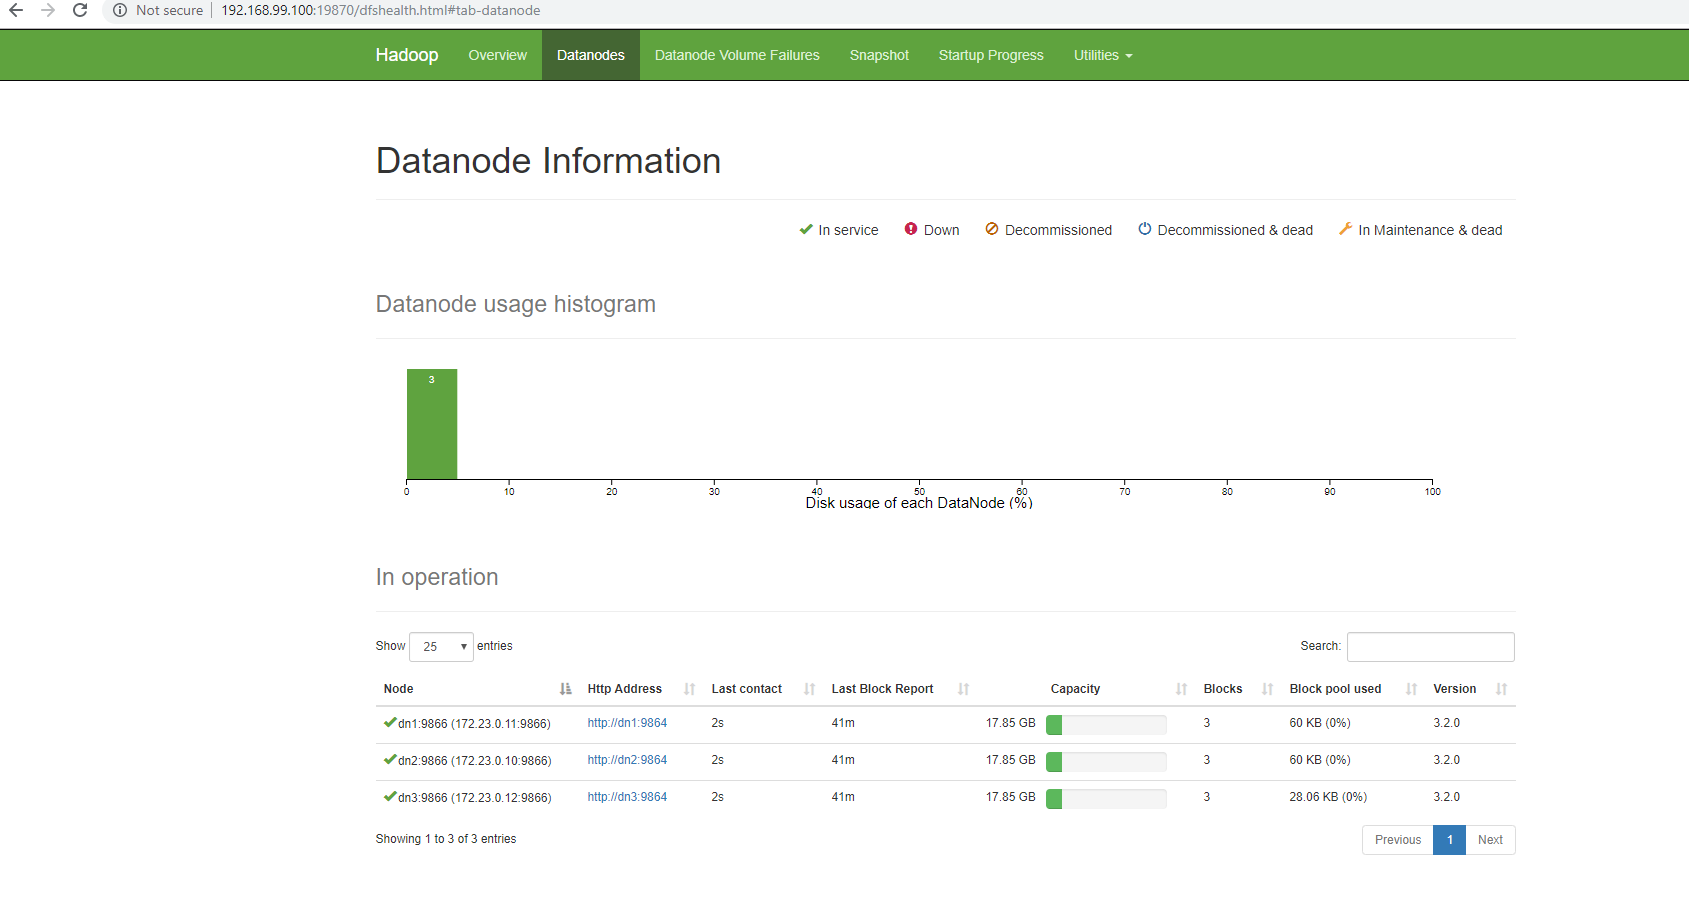 Not secure 192.168.99.100:19870/dfshealth.html#tab-datanode
Hadoop Overview Datanodes Datanode Volume Failures Snapshot Startup Progress Utilities
Datanode Information
In service Down Decommissioned Decommissioned & dead In Maintenance & dead
Datanode usage histogram
3
0 10 20 30 40 50 60 70 80 90 100
Disk usage of each DataNode (%)
In operation
Show 25 entries Search:
Node Http Address Last contact Last Block Report Capacity Blocks Block pool used Version
dn1:9866 (172.23.0.11:9866) http://dn1:9864 2s 41m 17.85 GB 3 60 KB (0%) 3.2.0
dn2:9866 (172.23.0.10:9866) http://dn2:9864 2s 41m 17.85 GB 3 60 KB (0%) 3.2.0
dn3:9866 (172.23.0.12:9866) http://dn3:9864 2s 41m 17.85 GB 3 28.06 KB (0%) 3.2.0
Showing 1 to 3 of 3 entries Previous 1 Next